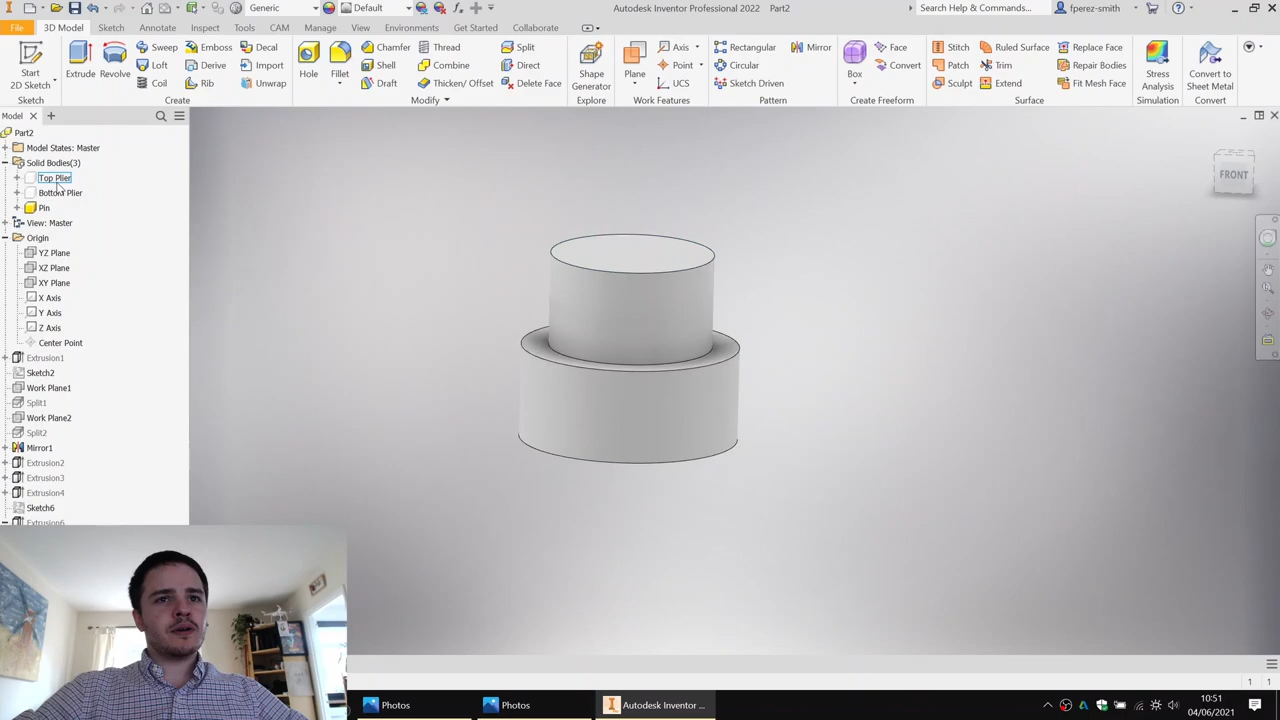 Generic
Default
Autodesk Inventor Professional 2022 Part2
Search Help & Commands...
fperez-smith
File 3D Model Sketch Annotate Inspect Tools Manage View Environments Get Started Collaborate
CAM
Start
2D Sketch
Sketch
Extrude
Revolve
Sweep
Loft
Coil
Emboss
Derive
Rib
Decal
Import
Unwrap
Create
Hole
Fillet
Chamfer
Shell
Draft
Thread
Combine
Thicken/ Offset
Split
Direct
Delete Face
Modify
Shape
Generator
Explore
Plane
Axis
Point
UCS
Work Features
Rectangular
Circular
Sketch Driven
Mirror
Pattern
Box
Face
Convert
Create Freeform
Stitch
Patch
Sculpt
Ruled Surface
Trim
Extend
Replace Face
Repair Bodies
Fit Mesh Face
Surface
Stress
Analysis
Simulation
Convert to
Sheet Metal
Convert
Model
Part2
Model States: Master
Solid Bodies(3)
Top Plier
Bottom Plier
Pin
View: Master
Origin
YZ Plane
XZ Plane
XY Plane
X Axis
Y Axis
Z Axis
Center Point
Extrusion1
Sketch2
Work Plane1
Split1
Work Plane2
Split2
Mirror1
Extrusion2
Extrusion3
Extrusion4
Sketch6
Extrusion6
FRONT
1 1
Photos
Photos
Autodesk Inventor ...
10:51
04/06/2021